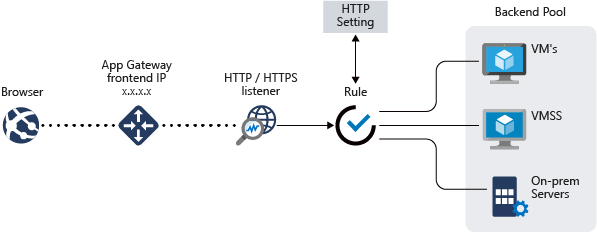 HTTP
Setting
Backend Pool
Browser
App Gateway
frontend IP
x.x.x.x
HTTP / HTTPS
listener
Rule
VM's
VMSS
On-prem
Servers